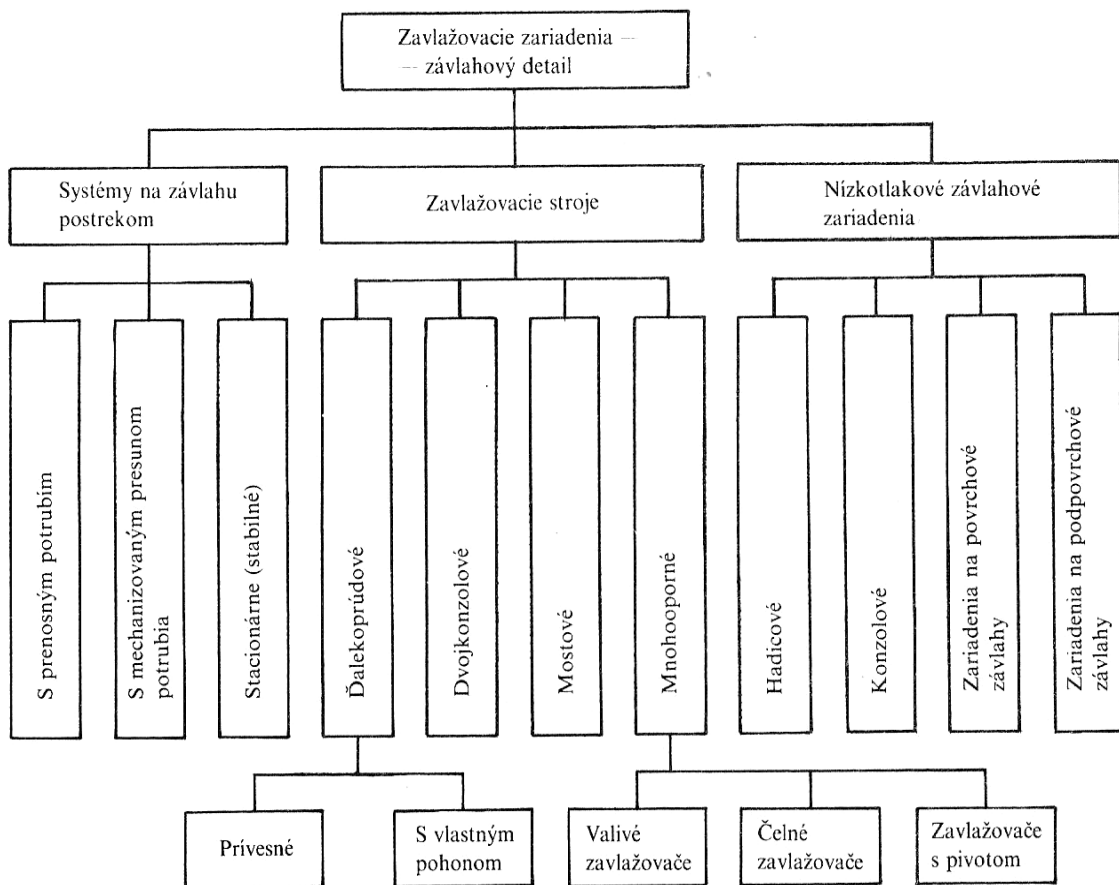 Zavlažovacie zariadenia —
— závlahový detail
Systémy na závlahu
postrekom
Zavlažovacie stroje
Nízkotlakové závlahové
zariadenia
S prenosným potrubím
S mechanizovaným presunom
potrubia
Stacionárne (stabilné)
Ďalekoprúdové
Dvojkonzolové
Mostové
Mnohooporné
Hadicové
Konzolové
Zariadenia na povrchové
závlahy
Zariadenia na podpovrchové
závlahy
Prívesné
S vlastným
pohonom
Valivé
zavlažovače
Čelné
zavlažovače
Zavlažovače
s pivotom